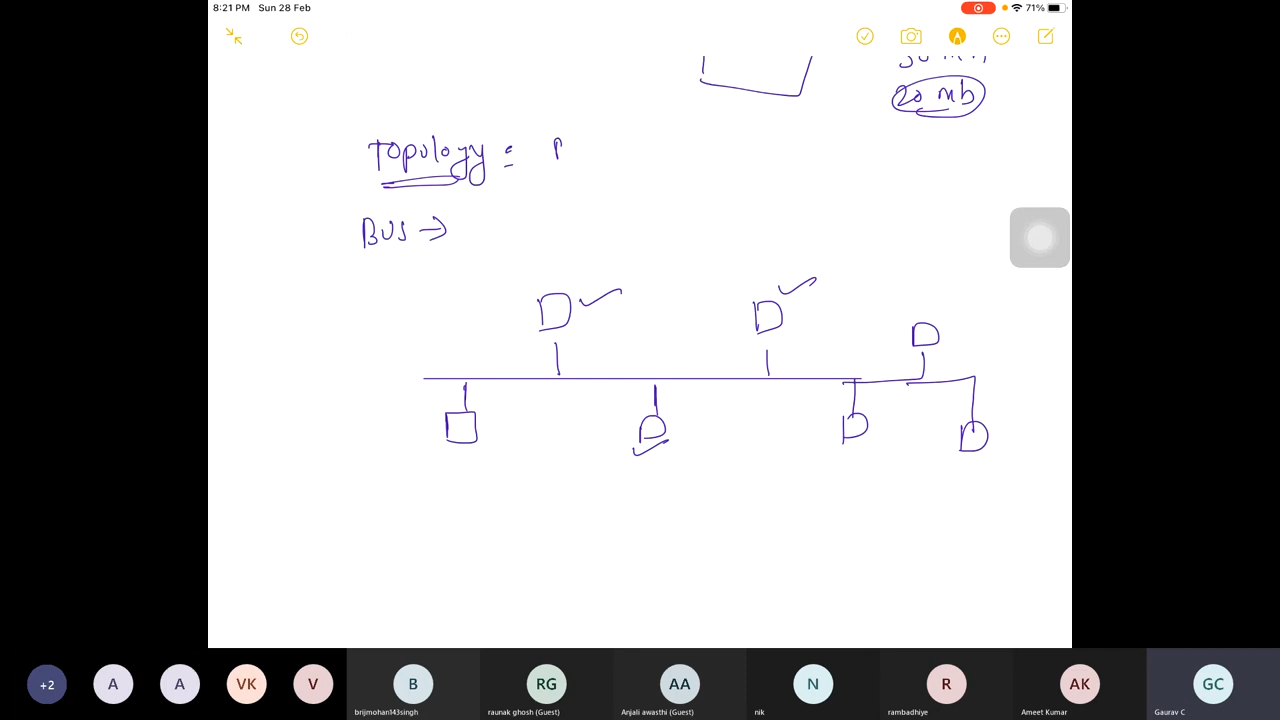 8:21 PM Sun 28 Feb 71%
20 mb
Topology :
BUS →
D D
D
D D D
+2 A A VK V B RG AA N R AK GC
brijmohan143singh raunak ghosh (Guest) Anjali awasthi (Guest) nik rambadhiye Ameet Kumar Gaurav C